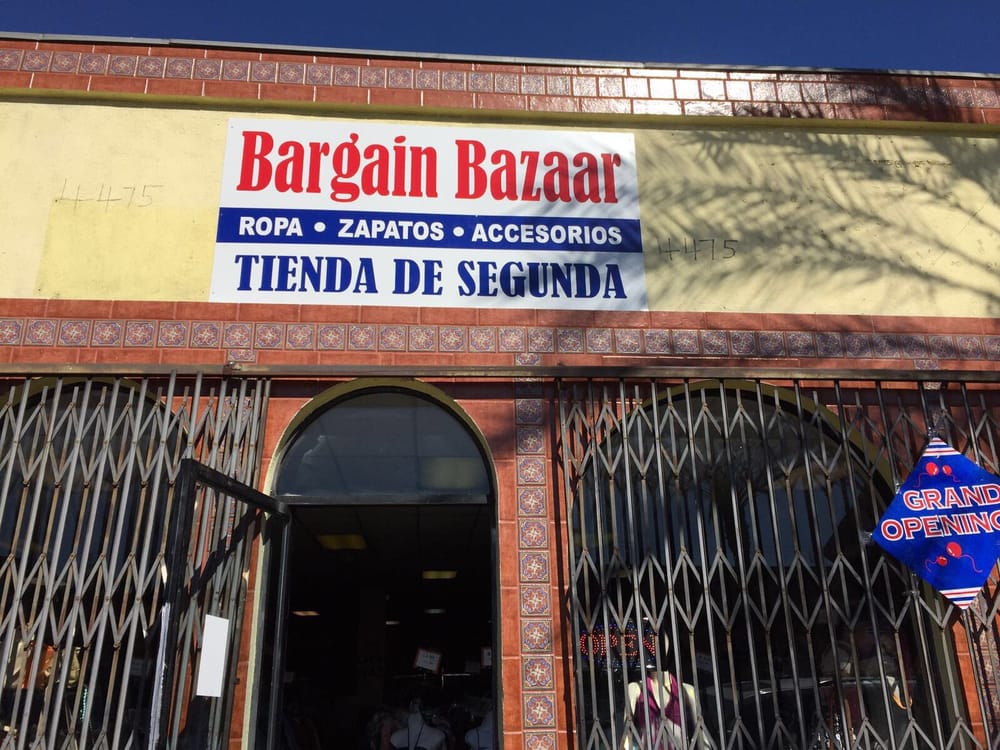 Bargain Bazaar
ROPA • ZAPATOS • ACCESORIOS
TIENDA DE SEGUNDA
4475
4475
GRAND
OPENING
OPEN